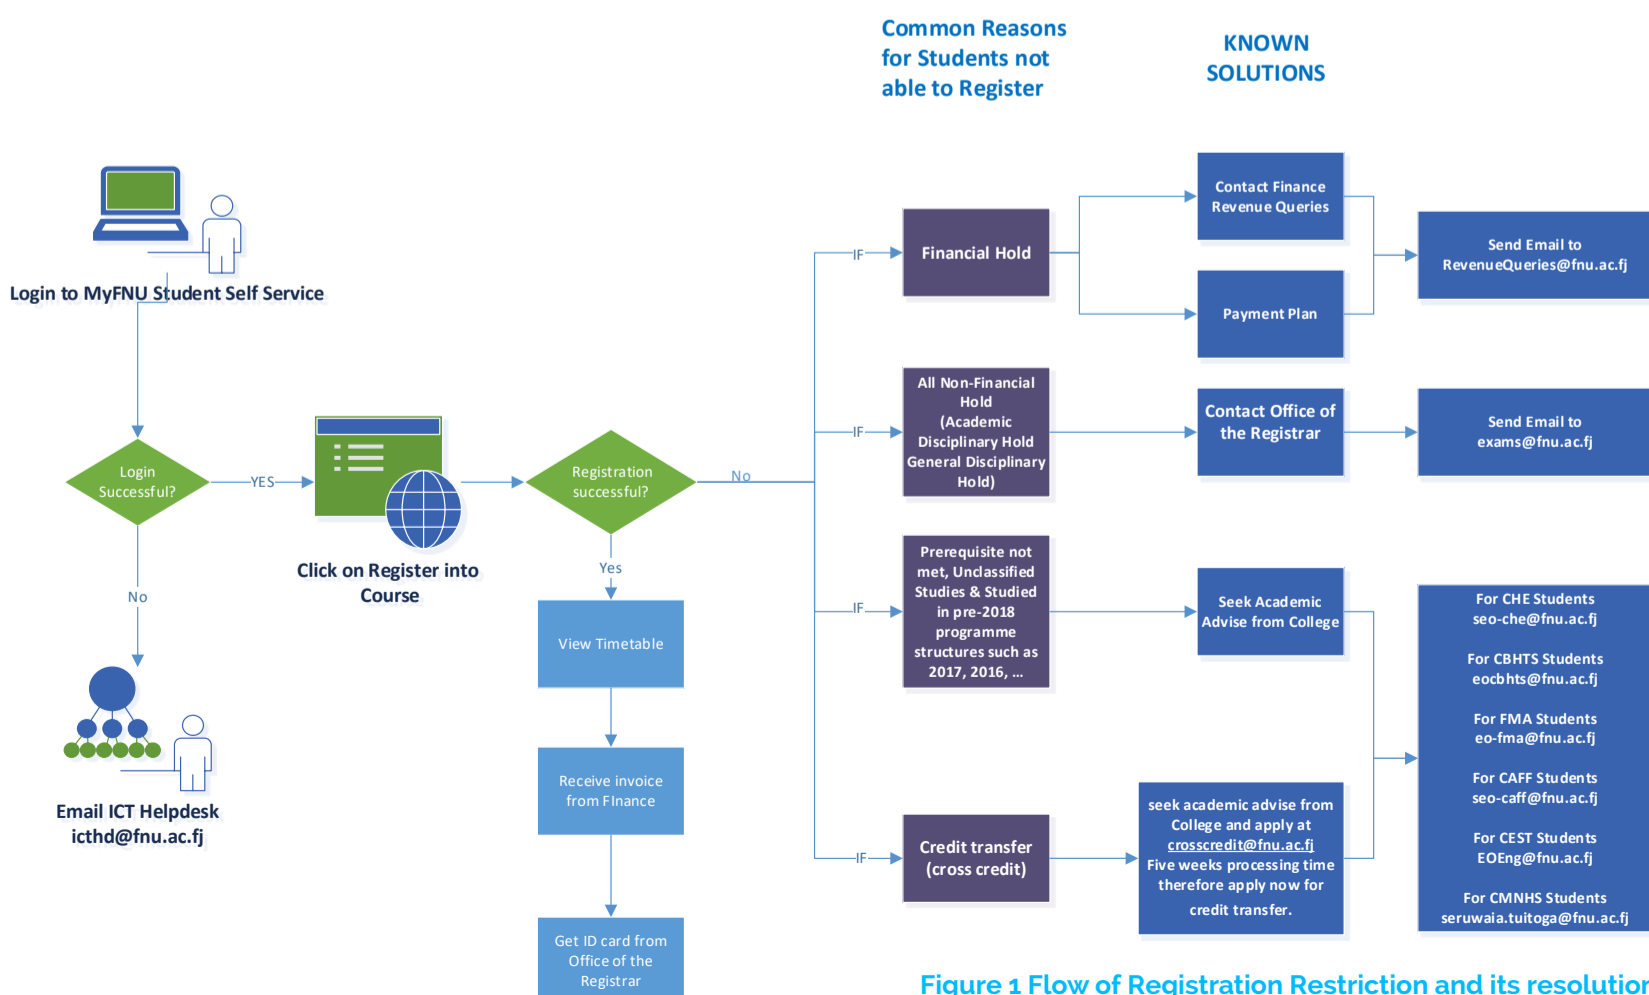 Common Reasons
for Students not
able to Register
KNOWN
SOLUTIONS
Login to MyFNU Student Self Service
Login
Successful?
YES
No
Email ICT Helpdesk
icthd@fnu.ac.fj
Click on Register into
Course
Registration
successful?
No
Yes
View Timetable
Receive invoice
from FInance
Get ID card from
Office of the
Registrar
IF
Financial Hold
Contact Finance
Revenue Queries
Payment Plan
Send Email to
RevenueQueries@fnu.ac.fj
IF
All Non-Financial
Hold
(Academic
Disciplinary Hold
General Disciplinary
Hold)
Contact Office of
the Registrar
Send Email to
exams@fnu.ac.fj
IF
Prerequisite not
met, Unclassified
Studies & Studied
in pre-2018
programme
structures such as
2017, 2016, ...
Seek Academic
Advise from College
IF
Credit transfer
(cross credit)
seek academic advise from
College and apply at
crosscredit@fnu.ac.fj
Five weeks processing time
therefore apply now for
credit transfer.
For CHE Students
seo-che@fnu.ac.fj
For CBHTS Students
eocbhts@fnu.ac.fj
For FMA Students
eo-fma@fnu.ac.fj
For CAFF Students
seo-caff@fnu.ac.fj
For CEST Students
EOEng@fnu.ac.fj
For CMNHS Students
seruwaia.tuitoga@fnu.ac.fj
Figure 1 Flow of Registration Restriction and its resolution